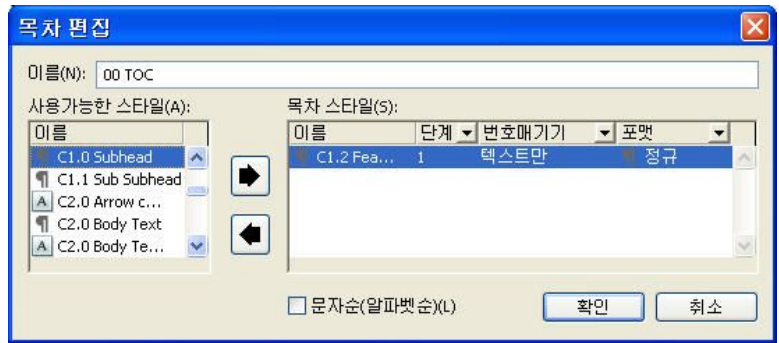 목차 편집
이름(N): 00 TOC
사용가능한 스타일(A):
이름
C1.0 Subhead
C1.1 Sub Subhead
A C2.0 Arrow c...
C2.0 Body Text
A C2.0 Body Te...
목차 스타일(S):
이름 단계 번호매기기 포맷
C1.2 Fea... 1 텍스트만 정규
문자순(알파벳순)(L)
확인 취소